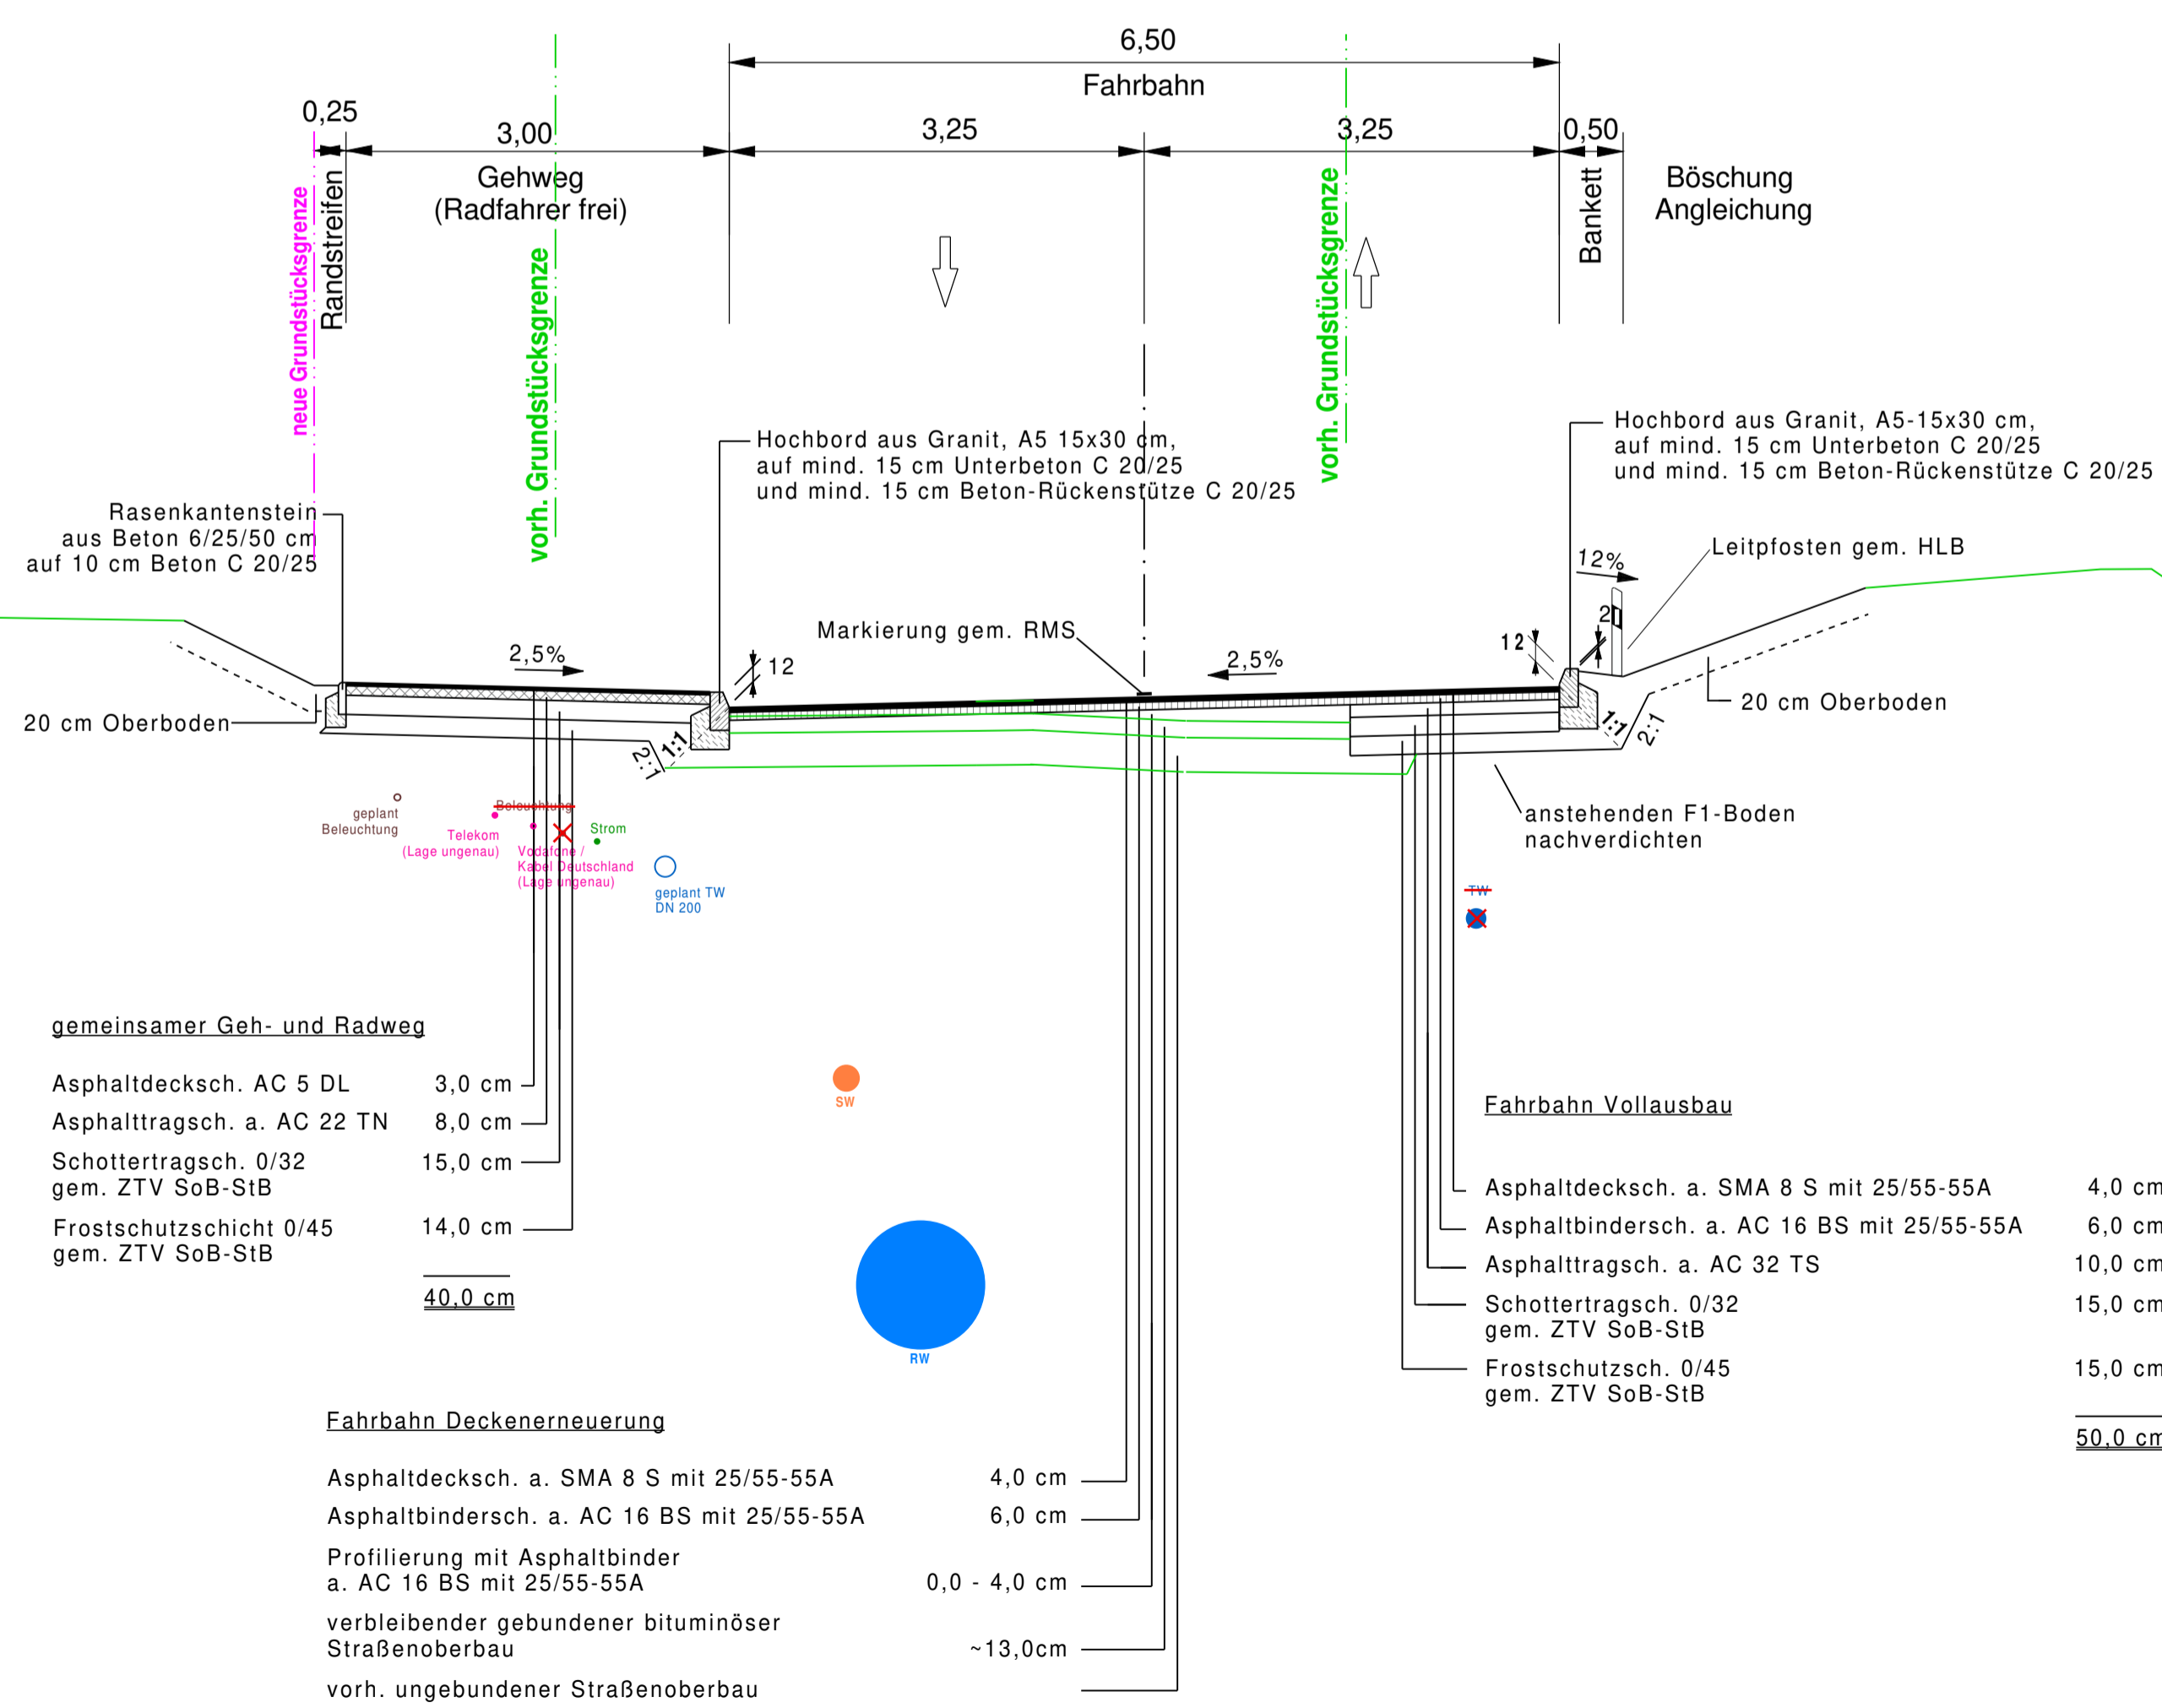 6,50
Fahrbahn
0,25
3,00
3,25
3,25
0,50
Gehweg
(Radfahrer frei)
Böschung
Angleichung
neue Grundstücksgrenze
Randstreifen
vorh. Grundstücksgrenze
vorh. Grundstücksgrenze
Bankett
Hochbord aus Granit, A5 15x30 cm,
auf mind. 15 cm Unterbeton C 20/25
und mind. 15 cm Beton-Rückenstütze C 20/25
Hochbord aus Granit, A5-15x30 cm,
auf mind. 15 cm Unterbeton C 20/25
und mind. 15 cm Beton-Rückenstütze C 20/25
Rasenkantenstein
aus Beton 6/25/50 cm
auf 10 cm Beton C 20/25
Leitpfosten gem. HLB
12%
2
Markierung gem. RMS
2,5%
12
2,5%
12
20 cm Oberboden
20 cm Oberboden
2:1
1:1
1:1
2:1
anstehenden F1-Boden
nachverdichten
geplant
Beleuchtung
Beleuchtung
Telekom
(Lage ungenau)
Vodafone /
Kabel Deutschland
(Lage ungenau)
Strom
geplant TW
DN 200
TW
SW
RW
gemeinsamer Geh- und Radweg
Asphaltdecksch. AC 5 DL 3,0 cm
Asphalttragsch. a. AC 22 TN 8,0 cm
Schottertragsch. 0/32 15,0 cm
gem. ZTV SoB-StB
Frostschutzschicht 0/45 14,0 cm
gem. ZTV SoB-StB
40,0 cm
Fahrbahn Vollausbau
Asphaltdecksch. a. SMA 8 S mit 25/55-55A 4,0 cm
Asphaltbindersch. a. AC 16 BS mit 25/55-55A 6,0 cm
Asphalttragsch. a. AC 32 TS 10,0 cm
Schottertragsch. 0/32 15,0 cm
gem. ZTV SoB-StB
Frostschutzsch. 0/45 15,0 cm
gem. ZTV SoB-StB
50,0 cm
Fahrbahn Deckenerneuerung
Asphaltdecksch. a. SMA 8 S mit 25/55-55A 4,0 cm
Asphaltbindersch. a. AC 16 BS mit 25/55-55A 6,0 cm
Profilierung mit Asphaltbinder
a. AC 16 BS mit 25/55-55A 0,0 - 4,0 cm
verbleibender gebundener bituminöser
Straßenoberbau ~13,0cm
vorh. ungebundener Straßenoberbau